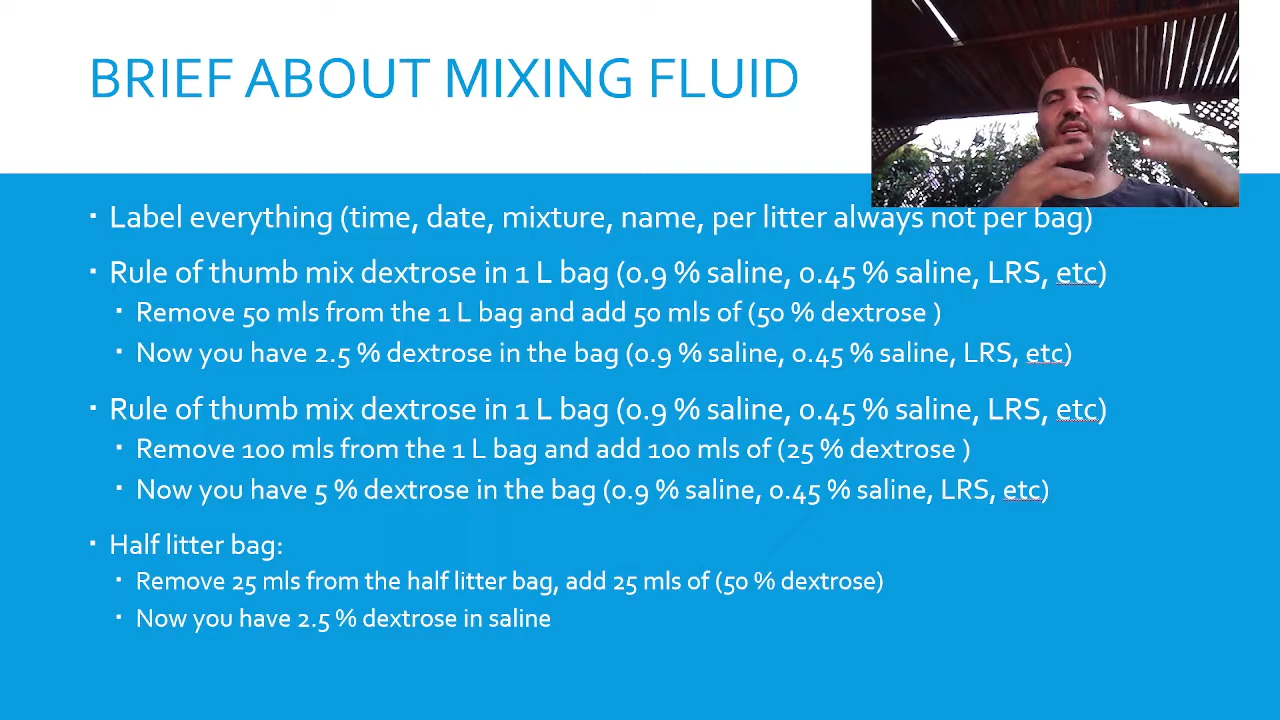 BRIEF ABOUT MIXING FLUID
Label everything (time, date, mixture, name, per litter always not per bag)
Rule of thumb mix dextrose in 1 L bag (0.9 % saline, 0.45 % saline, LRS, etc)
Remove 50 mls from the 1 L bag and add 50 mls of (50 % dextrose )
Now you have 2.5 % dextrose in the bag (0.9 % saline, 0.45 % saline, LRS, etc)
Rule of thumb mix dextrose in 1 L bag (0.9 % saline, 0.45 % saline, LRS, etc)
Remove 100 mls from the 1 L bag and add 100 mls of (25 % dextrose )
Now you have 5 % dextrose in the bag (0.9 % saline, 0.45 % saline, LRS, etc)
Half litter bag:
Remove 25 mls from the half litter bag, add 25 mls of (50 % dextrose)
Now you have 2.5 % dextrose in saline